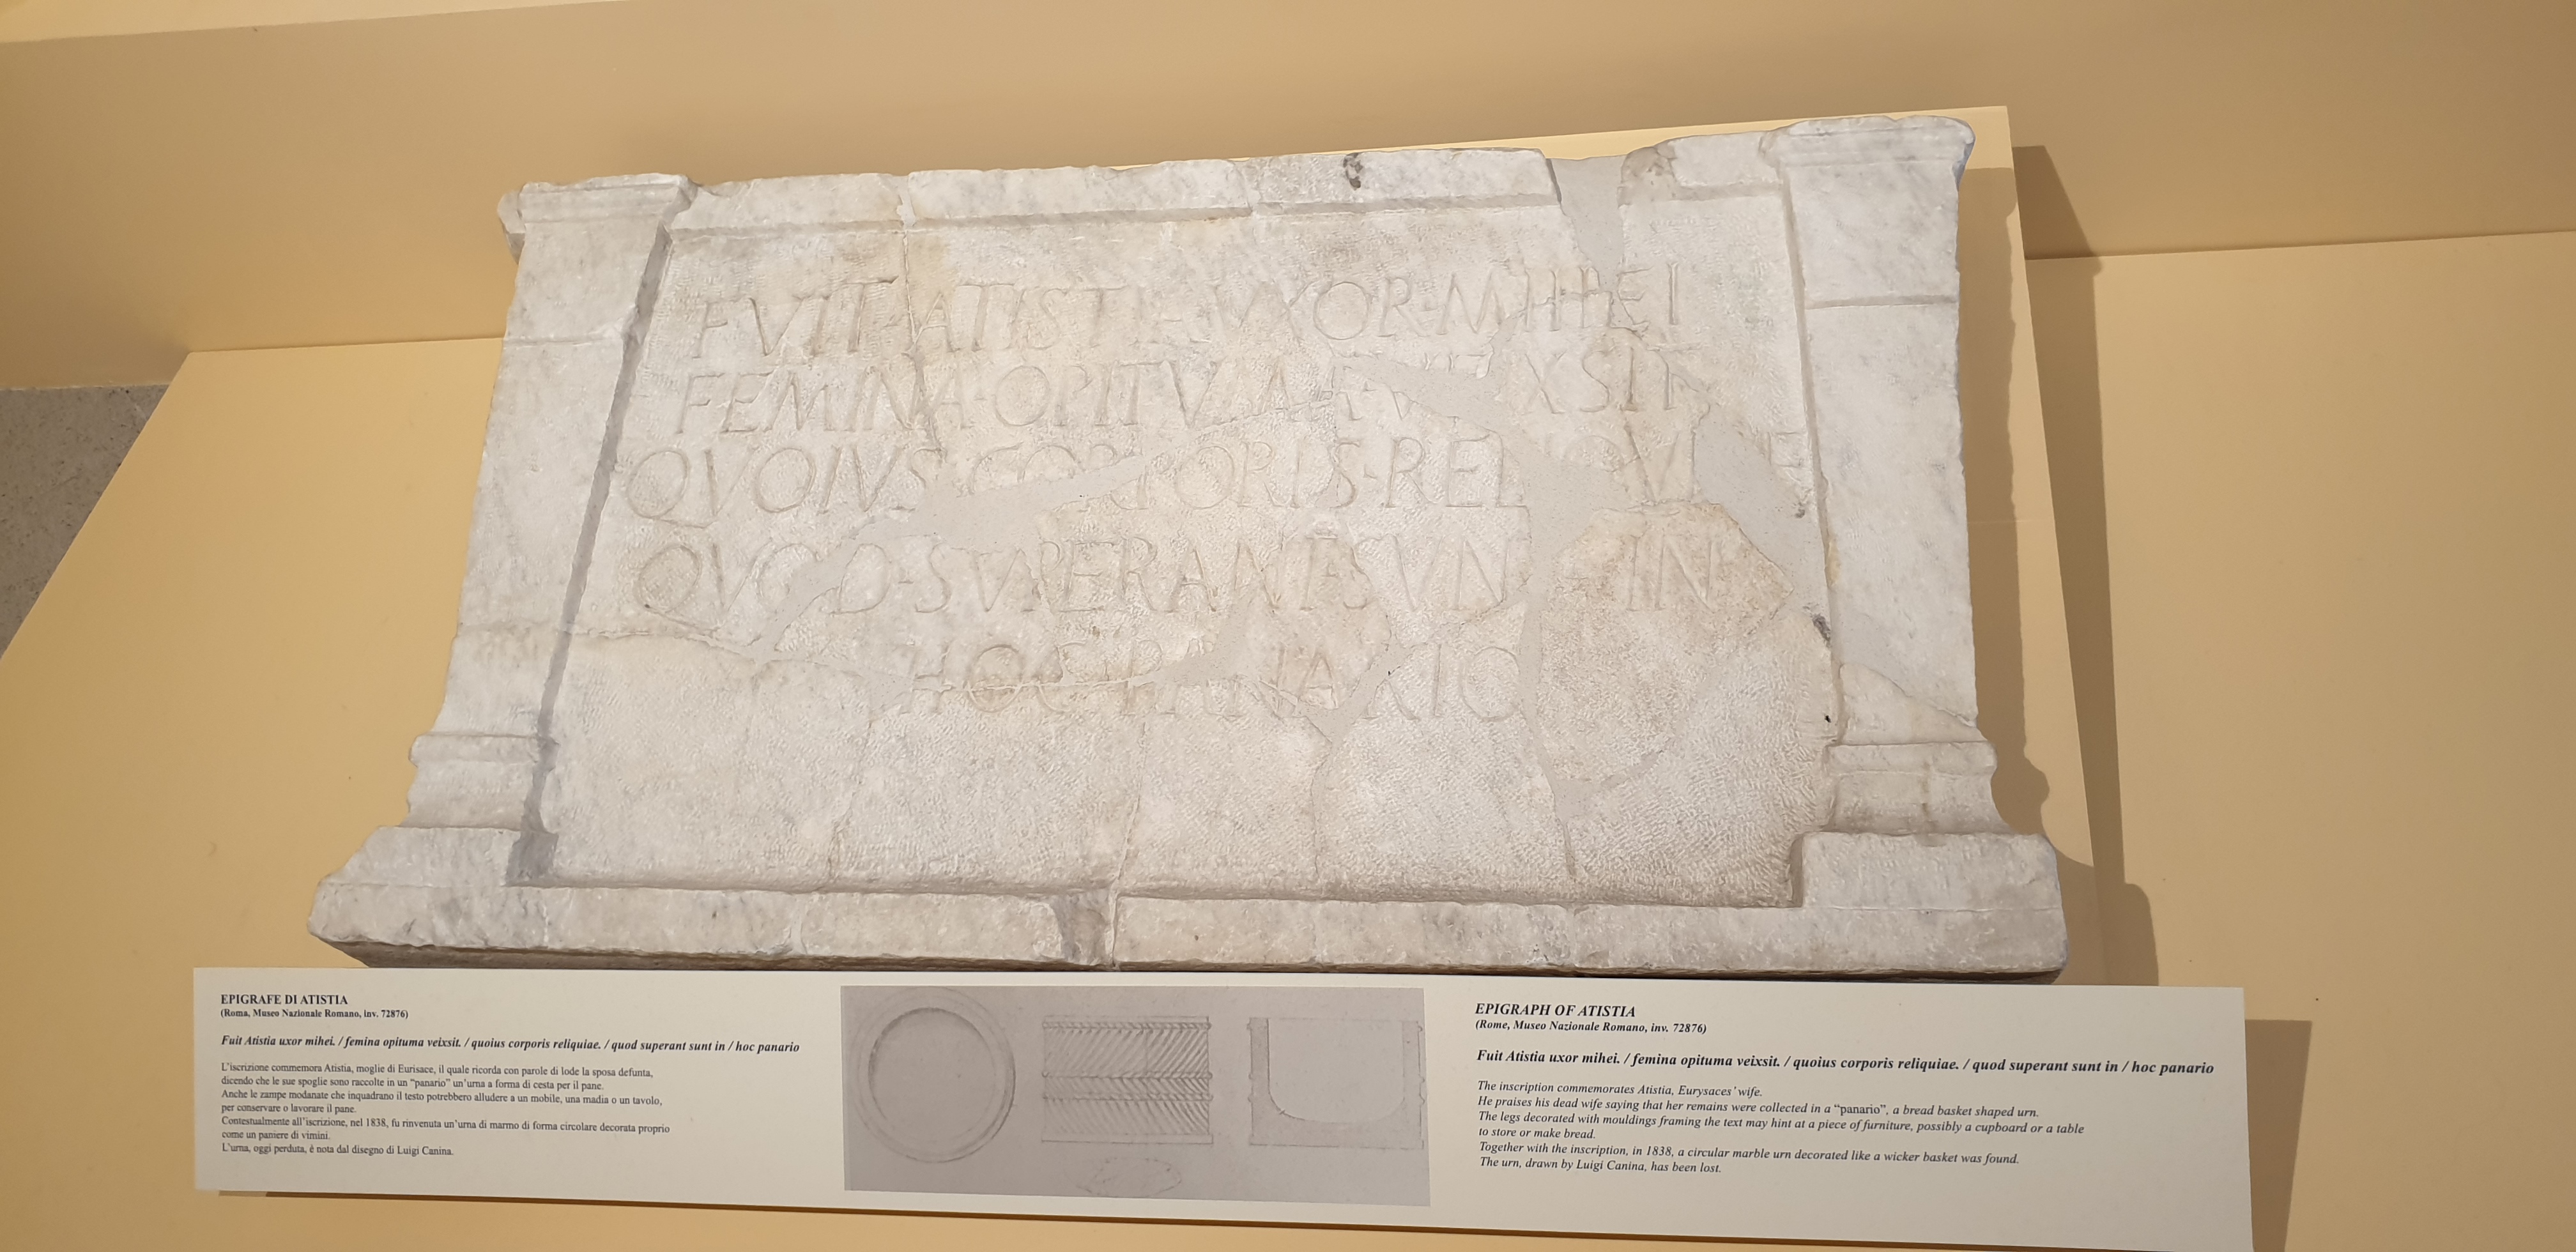 FVIT·ATISTIA·VXOR·MIHEI
FEMINA·OPITVMA·VEIXSIT
QVOIVS·CORPORIS·RELIQVIAE
QVOD·SVPERANT·SVNT·IN
HOC·PANARIO
EPIGRAFE DI ATISTIA
(Roma, Museo Nazionale Romano, inv. 72876)
Fuit Atistia uxor mihei. / femina opituma veixsit. / quoius corporis reliquiae. / quod superant sunt in / hoc panario
L'iscrizione commemora Atistia, moglie di Eurisace, il quale ricorda con parole di lode la sposa defunta,
dicendo che le sue spoglie sono raccolte in un “panario” un'urna a forma di cesta per il pane.
Anche le zampe modanate che inquadrano il testo potrebbero alludere a un mobile, una madia o un tavolo,
per conservare o lavorare il pane.
Contestualmente all'iscrizione, nel 1838, fu rinvenuta un'urna di marmo di forma circolare decorata proprio
come un paniere di vimini.
L'urna, oggi perduta, è nota dal disegno di Luigi Canina.
EPIGRAPH OF ATISTIA
(Rome, Museo Nazionale Romano, inv. 72876)
Fuit Atistia uxor mihei. / femina opituma veixsit. / quoius corporis reliquiae. / quod superant sunt in / hoc panario
The inscription commemorates Atistia, Eurysaces' wife.
He praises his dead wife saying that her remains were collected in a “panario”, a bread basket shaped urn.
The legs decorated with mouldings framing the text may hint at a piece of furniture, possibly a cupboard or a table
to store or make bread.
Together with the inscription, in 1838, a circular marble urn decorated like a wicker basket was found.
The urn, drawn by Luigi Canina, has been lost.